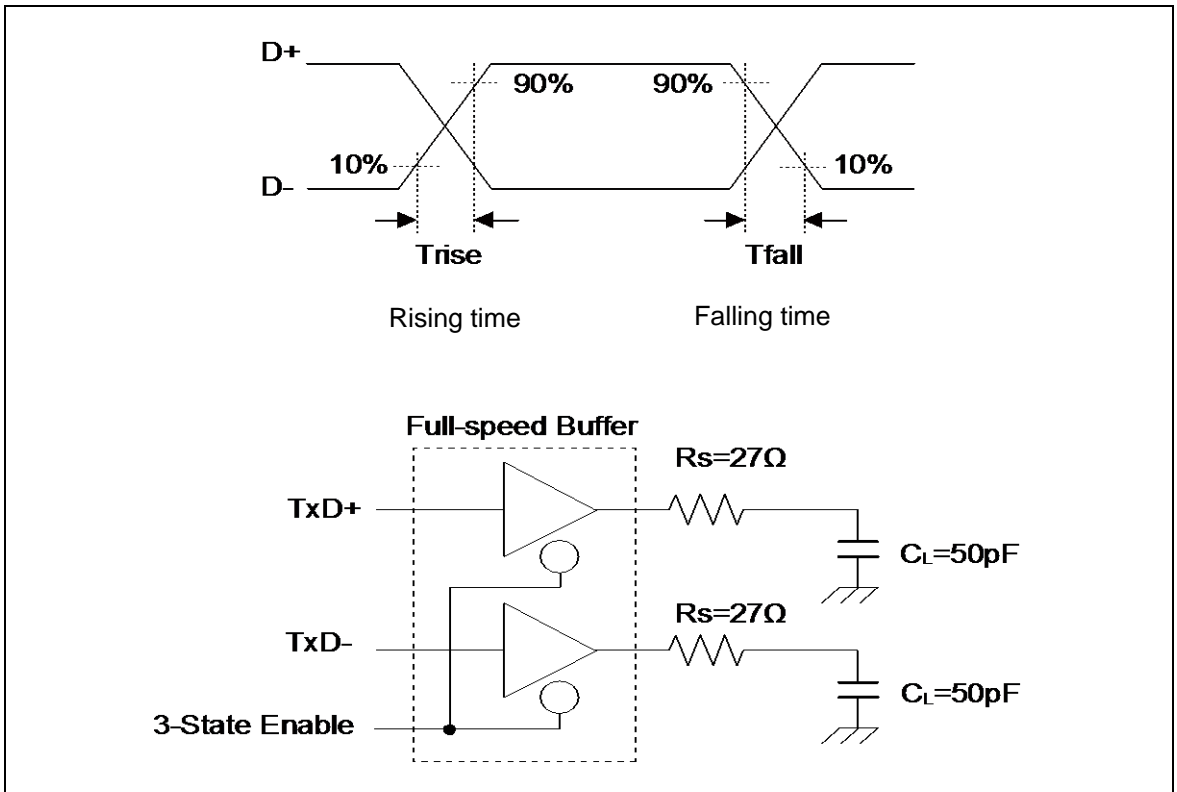 D+
90% 90%
10% 10%
D-
Trise Tfall
Rising time Falling time
Full-speed Buffer
Rs=27Ω
TxD+
CL=50pF
Rs=27Ω
TxD-
CL=50pF
3-State Enable